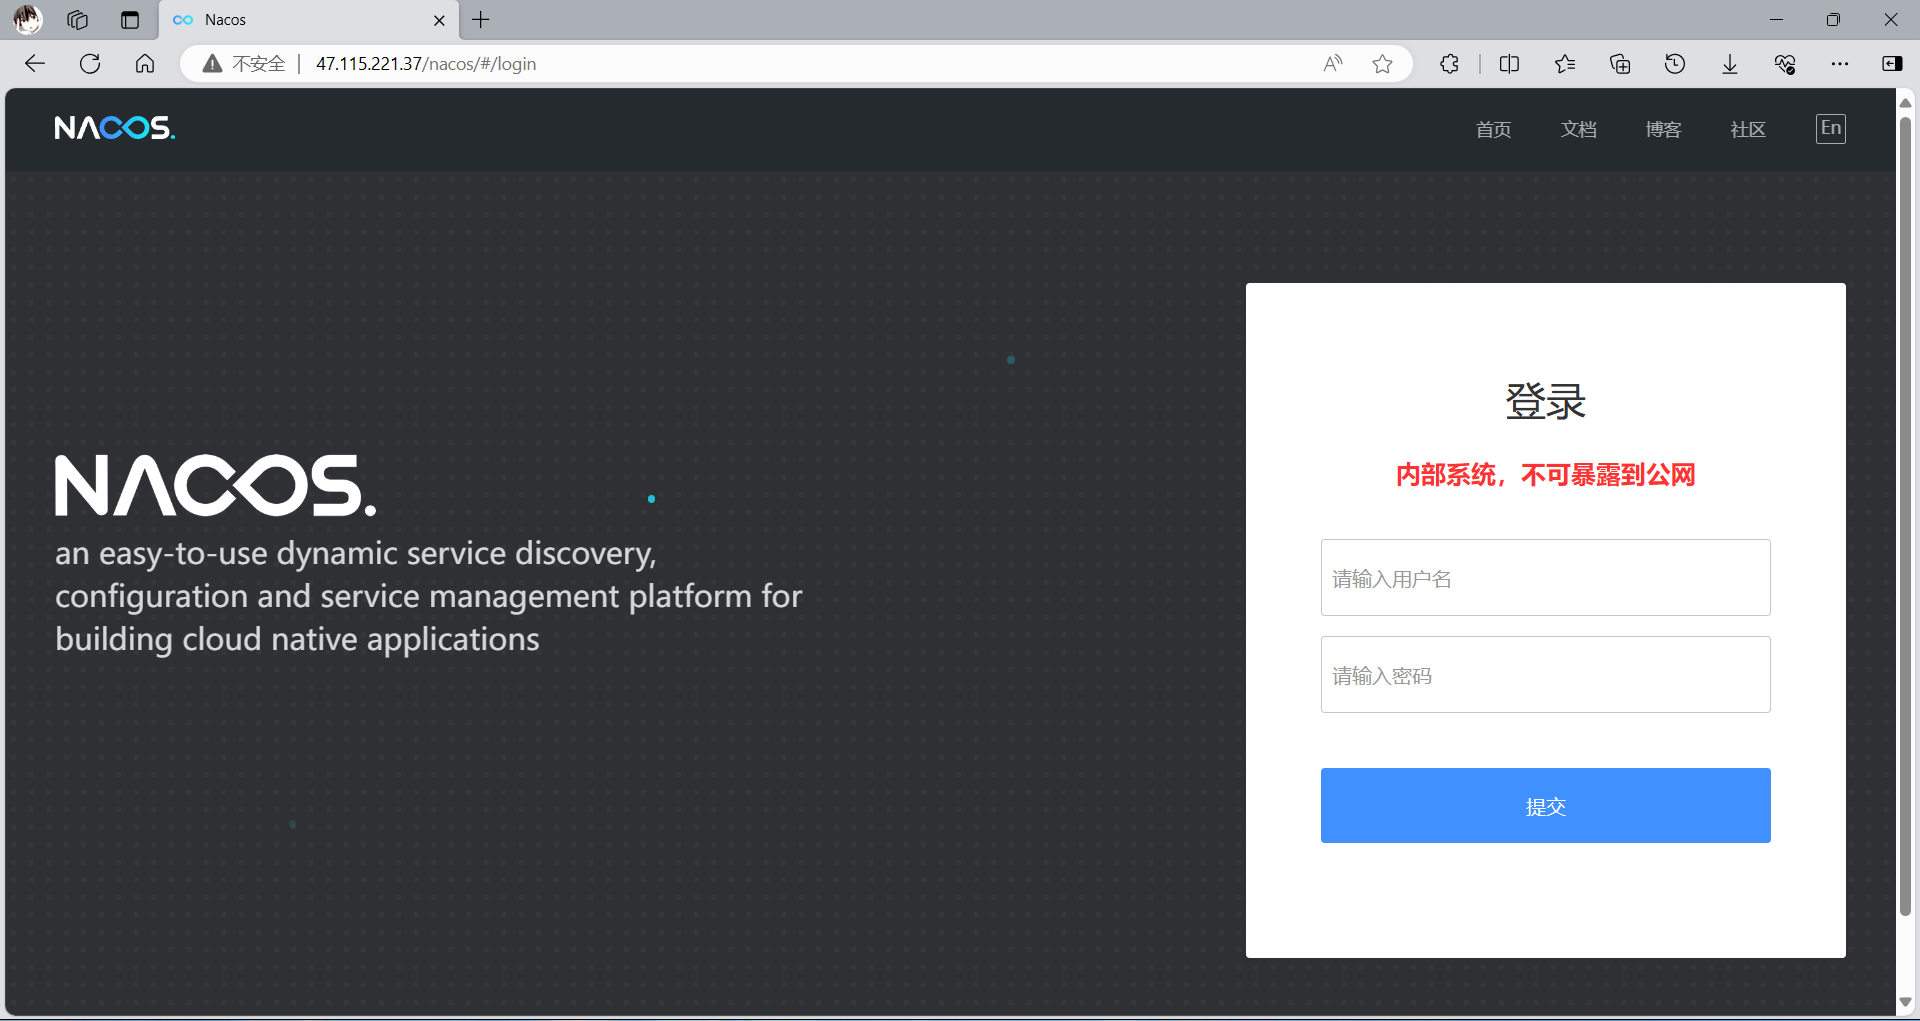 Nacos
不安全
47.115.221.37/nacos/#/login
NACOS.
首页
文档
博客
社区
En
NACOS.
an easy-to-use dynamic service discovery,
configuration and service management platform for
building cloud native applications
登录
内部系统，不可暴露到公网
请输入用户名
请输入密码
提交